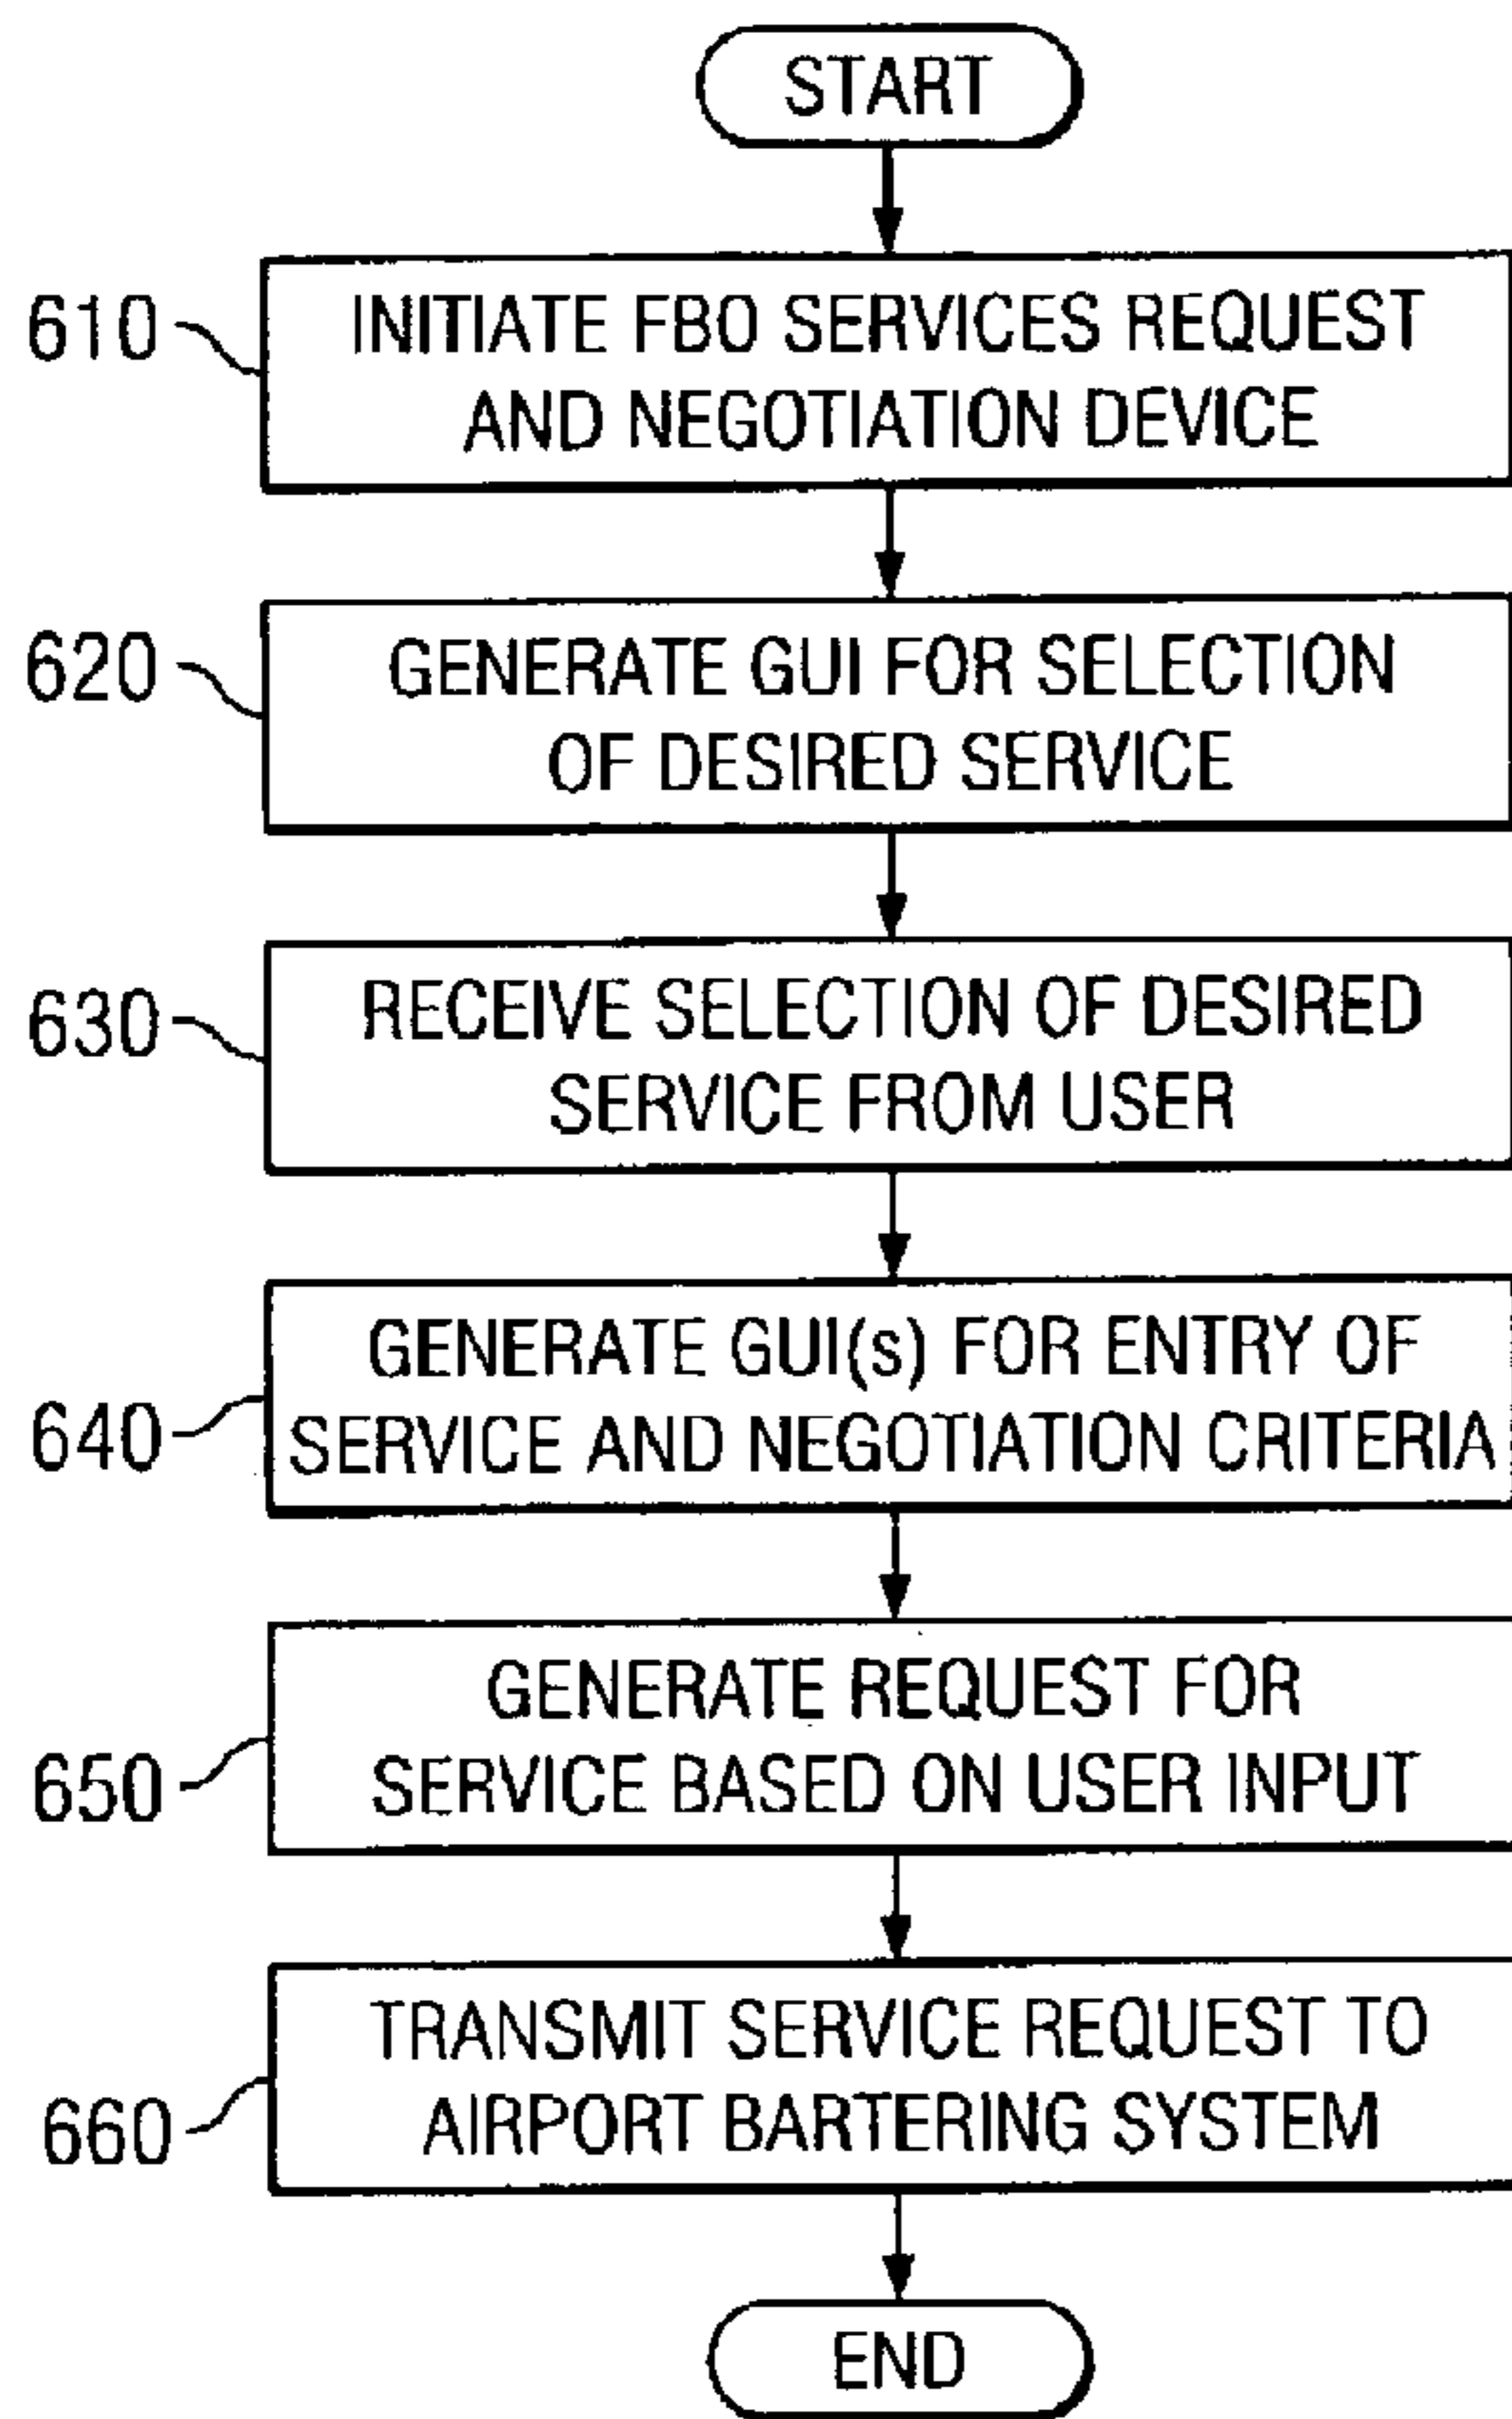 START
610
INITIATE FBO SERVICES REQUEST
AND NEGOTIATION DEVICE
620
GENERATE GUI FOR SELECTION
OF DESIRED SERVICE
630
RECEIVE SELECTION OF DESIRED
SERVICE FROM USER
640
GENERATE GUI(s) FOR ENTRY OF
SERVICE AND NEGOTIATION CRITERIA
650
GENERATE REQUEST FOR
SERVICE BASED ON USER INPUT
660
TRANSMIT SERVICE REQUEST TO
AIRPORT BARTERING SYSTEM
END